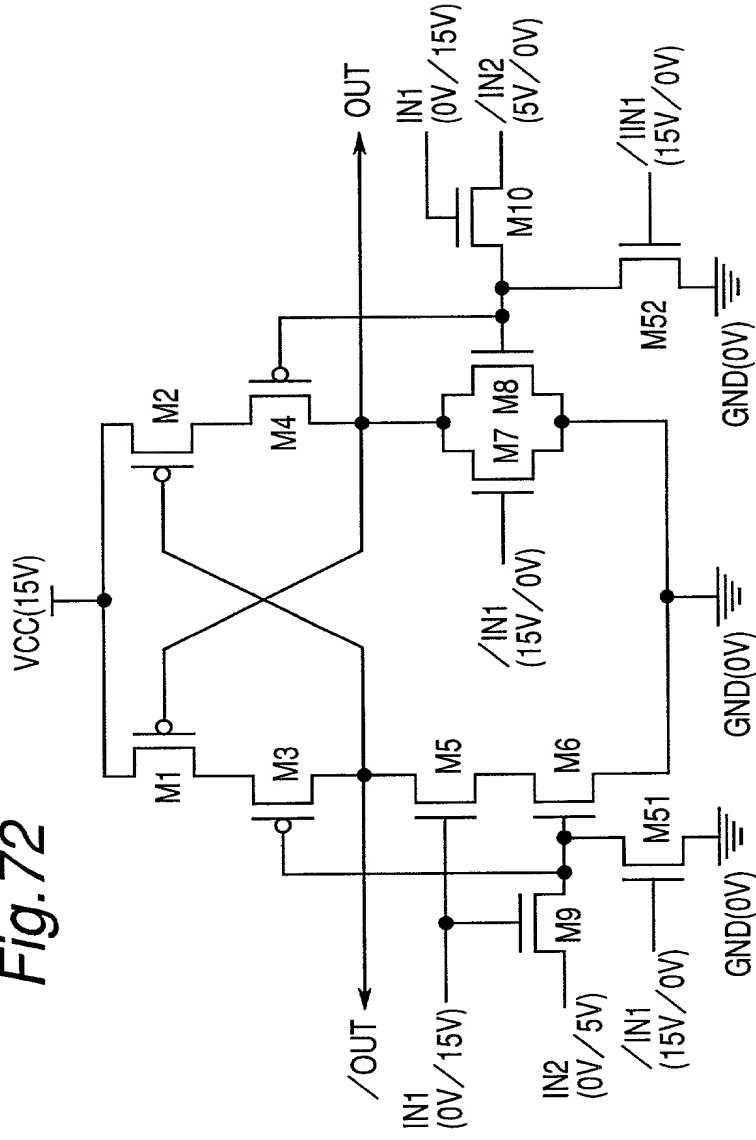 Fig.72
VCC(15V)
M1
M2
M3
M4
/OUT
OUT
IN1
(0V/15V)
M5
M6
IN2
(0V/5V)
M9
/IN1
(15V/0V)
M51
GND(0V)
/IN1
(15V/0V)
M7
M8
GND(0V)
IN1
(0V/15V)
/IN2
(5V/0V)
M10
/IIN1
(15V/0V)
M52
GND(0V)